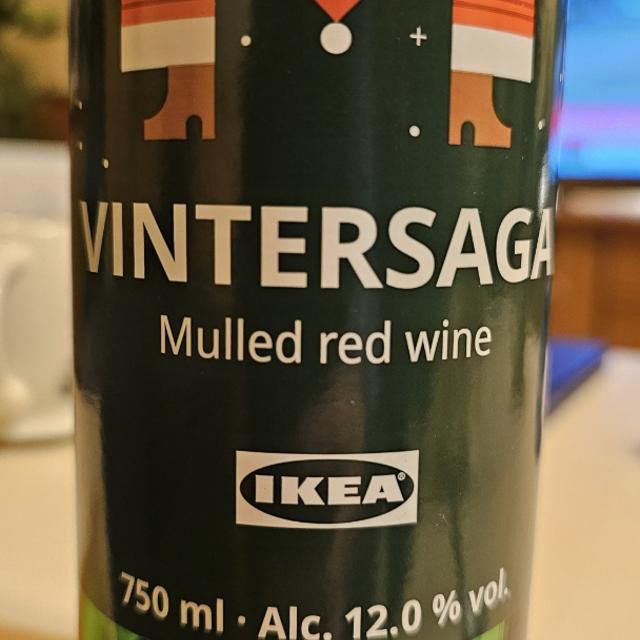 VINTERSAGA
Mulled red wine
IKEA®
750 ml · Alc. 12.0 % vol.